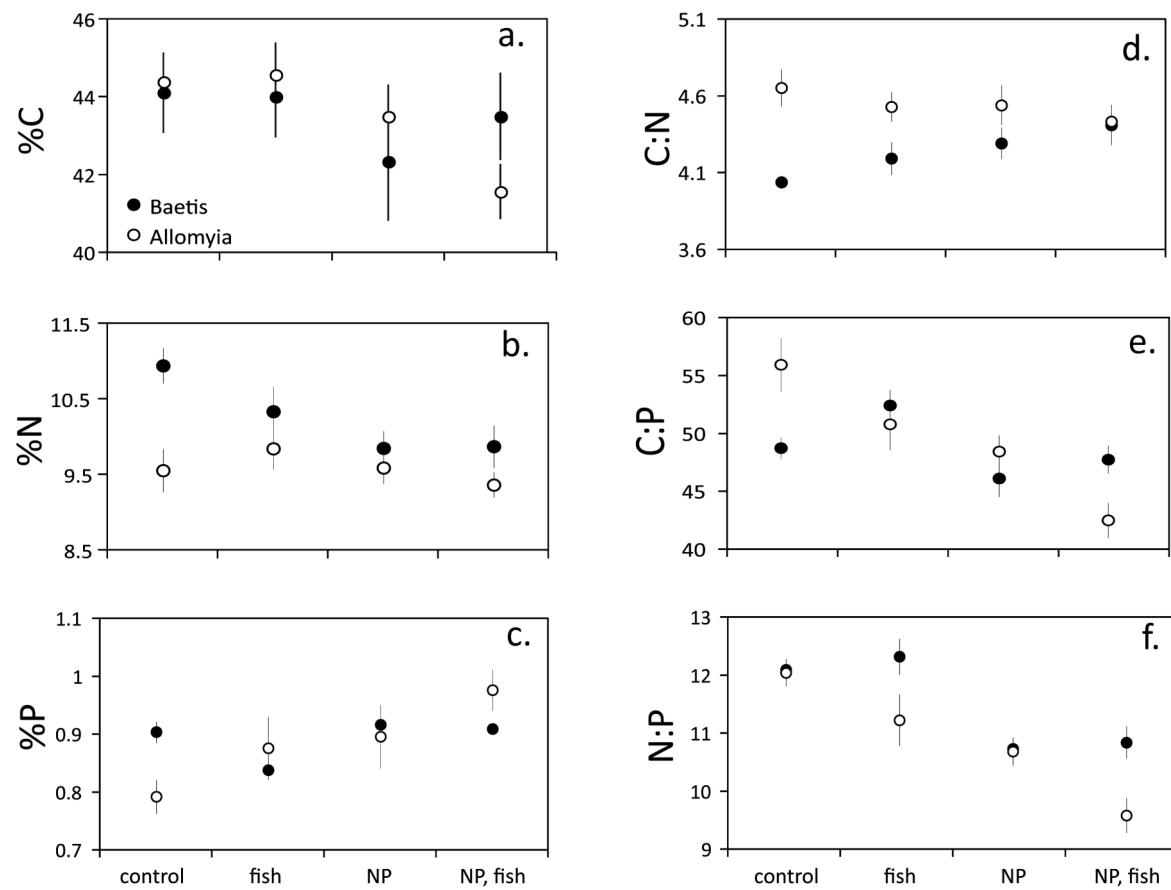 a.
%C
46
44
42
40
Baetis
Allomyia
d.
C:N
5.1
4.6
4.1
3.6
b.
%N
11.5
10.5
9.5
8.5
e.
C:P
60
55
50
45
40
c.
%P
1.1
1
0.9
0.8
0.7
control fish NP NP, fish
f.
N:P
13
12
11
10
9
control fish NP NP, fish